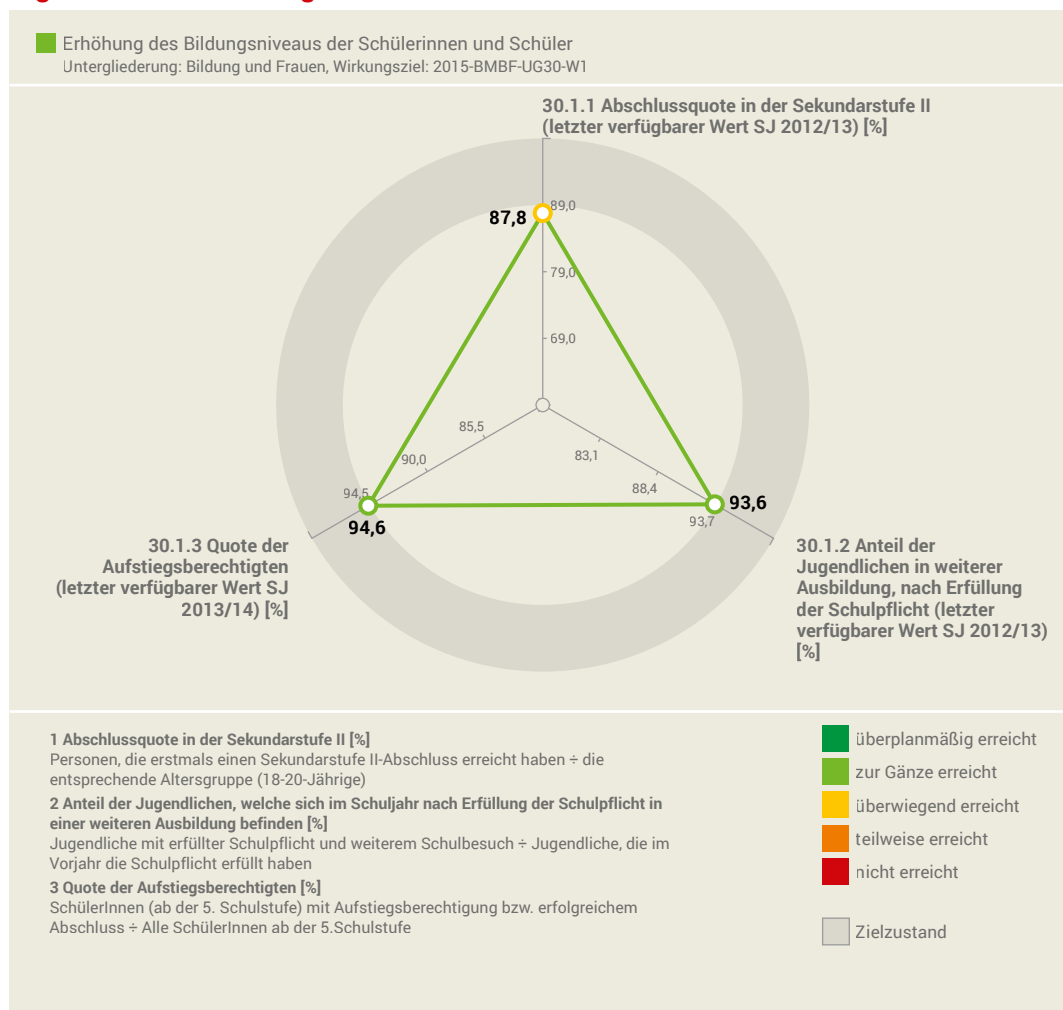 Erhöhung des Bildungsniveaus der Schülerinnen und Schüler
Untergliederung: Bildung und Frauen, Wirkungsziel: 2015-BMBF-UG30-W1
30.1.1 Abschlussquote in der Sekundarstufe II
(letzter verfügbarer Wert SJ 2012/13) [%]
89,0
87,8
79,0
69,0
85,5
83,1
90,0
88,4
94,5
93,6
93,7
94,6
30.1.3 Quote der
Aufstiegsberechtigten
(letzter verfügbarer Wert SJ
2013/14) [%]
30.1.2 Anteil der
Jugendlichen in weiterer
Ausbildung, nach Erfüllung
der Schulpflicht (letzter
verfügbarer Wert SJ 2012/13)
[%]
1 Abschlussquote in der Sekundarstufe II [%]
Personen, die erstmals einen Sekundarstufe II-Abschluss erreicht haben ÷ die
entsprechende Altersgruppe (18-20-Jährige)
2 Anteil der Jugendlichen, welche sich im Schuljahr nach Erfüllung der Schulpflicht in
einer weiteren Ausbildung befinden [%]
Jugendliche mit erfüllter Schulpflicht und weiterem Schulbesuch ÷ Jugendliche, die im
Vorjahr die Schulpflicht erfüllt haben
3 Quote der Aufstiegsberechtigten [%]
SchülerInnen (ab der 5. Schulstufe) mit Aufstiegsberechtigung bzw. erfolgreichem
Abschluss ÷ Alle SchülerInnen ab der 5.Schulstufe
überplanmäßig erreicht
zur Gänze erreicht
überwiegend erreicht
teilweise erreicht
nicht erreicht
Zielzustand